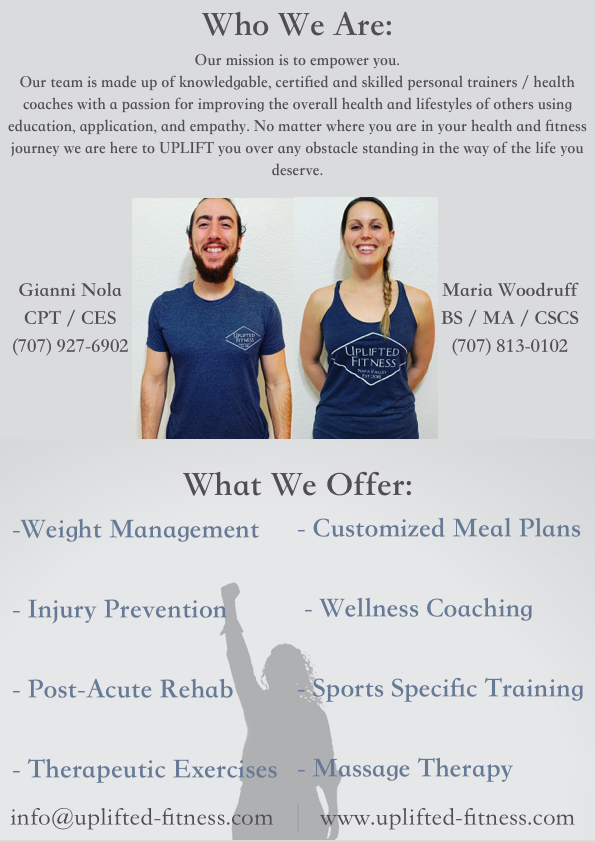 Who We Are:
Our mission is to empower you.
Our team is made up of knowledgable, certified and skilled personal trainers / health
coaches with a passion for improving the overall health and lifestyles of others using
education, application, and empathy. No matter where you are in your health and fitness
journey we are here to UPLIFT you over any obstacle standing in the way of the life you
deserve.
Gianni Nola
CPT / CES
(707) 927-6902
UPLIFTED
FITNESS
UPLIFTED
FITNESS
NAPA VALLEY
EST. 2018
Maria Woodruff
BS / MA / CSCS
(707) 813-0102
What We Offer:
-Weight Management
- Customized Meal Plans
- Injury Prevention
- Wellness Coaching
- Post-Acute Rehab
- Sports Specific Training
- Therapeutic Exercises
- Massage Therapy
info@uplifted-fitness.com | www.uplifted-fitness.com